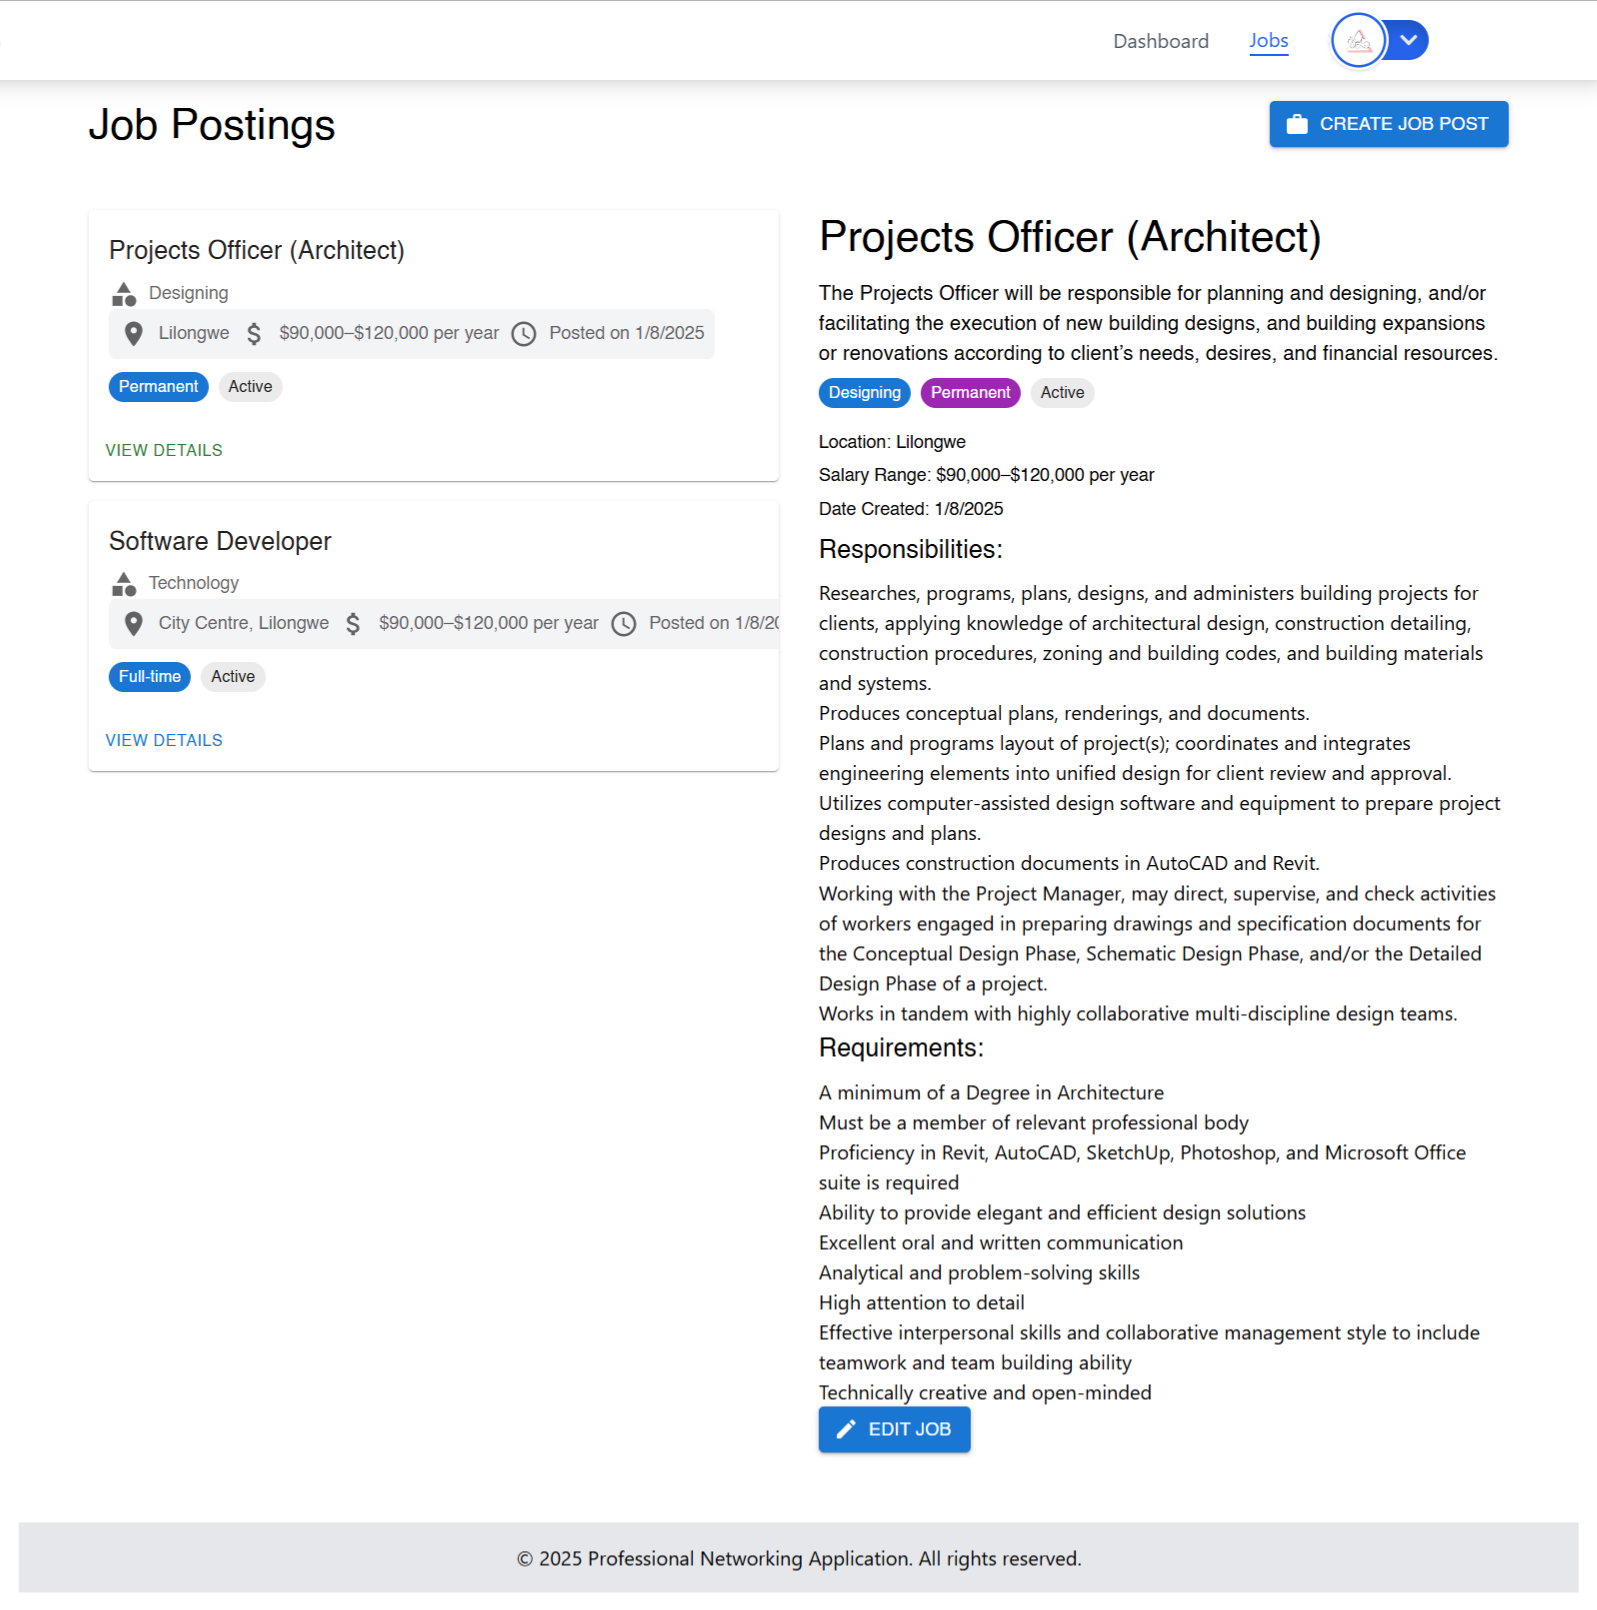 Dashboard
Jobs
Job Postings
CREATE JOB POST
Projects Officer (Architect)
Designing
Lilongwe $90,000–$120,000 per year Posted on 1/8/2025
Permanent Active
VIEW DETAILS
Software Developer
Technology
City Centre, Lilongwe $90,000–$120,000 per year Posted on 1/8/20
Full-time Active
VIEW DETAILS
Projects Officer (Architect)
The Projects Officer will be responsible for planning and designing, and/or
facilitating the execution of new building designs, and building expansions
or renovations according to client’s needs, desires, and financial resources.
Designing Permanent Active
Location: Lilongwe
Salary Range: $90,000–$120,000 per year
Date Created: 1/8/2025
Responsibilities:
Researches, programs, plans, designs, and administers building projects for
clients, applying knowledge of architectural design, construction detailing,
construction procedures, zoning and building codes, and building materials
and systems.
Produces conceptual plans, renderings, and documents.
Plans and programs layout of project(s); coordinates and integrates
engineering elements into unified design for client review and approval.
Utilizes computer-assisted design software and equipment to prepare project
designs and plans.
Produces construction documents in AutoCAD and Revit.
Working with the Project Manager, may direct, supervise, and check activities
of workers engaged in preparing drawings and specification documents for
the Conceptual Design Phase, Schematic Design Phase, and/or the Detailed
Design Phase of a project.
Works in tandem with highly collaborative multi-discipline design teams.
Requirements:
A minimum of a Degree in Architecture
Must be a member of relevant professional body
Proficiency in Revit, AutoCAD, SketchUp, Photoshop, and Microsoft Office
suite is required
Ability to provide elegant and efficient design solutions
Excellent oral and written communication
Analytical and problem-solving skills
High attention to detail
Effective interpersonal skills and collaborative management style to include
teamwork and team building ability
Technically creative and open-minded
EDIT JOB
© 2025 Professional Networking Application. All rights reserved.